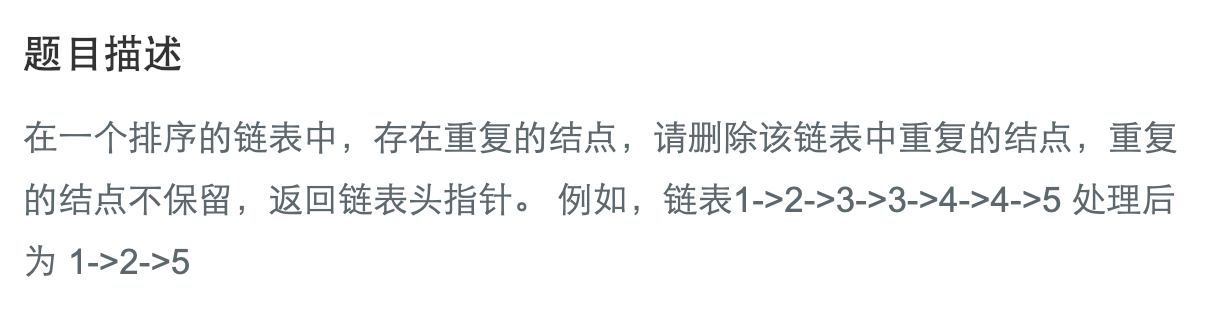 题目描述
在一个排序的链表中，存在重复的结点，请删除该链表中重复的结点，重复
的结点不保留，返回链表头指针。 例如，链表1->2->3->3->4->4->5 处理后
为 1->2->5